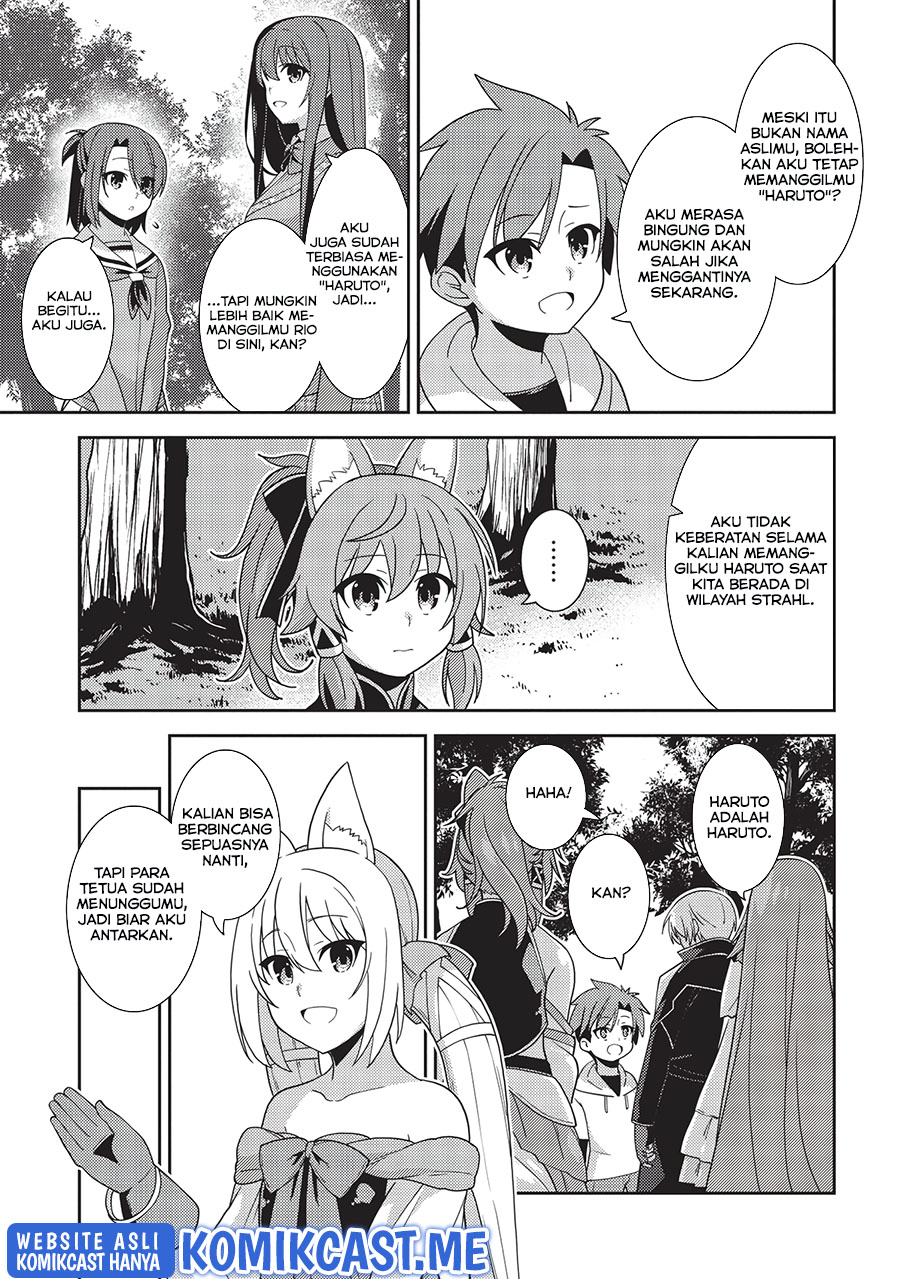 MESKI ITU
BUKAN NAMA
ASLIMU, BOLEH-
KAN AKU TETAP
MEMANGGILMU
"HARUTO"?
AKU MERASA
BINGUNG DAN
MUNGKIN AKAN
SALAH JIKA
MENGGANTINYA
SEKARANG.
AKU
JUGA SUDAH
TERBIASA ME-
NGGUNAKAN
"HARUTO",
JADI...
...TAPI MUNGKIN
LEBIH BAIK ME-
MANGGILMU RIO
DI SINI, KAN?
KALAU
BEGITU...
AKU JUGA.
AKU TIDAK
KEBERATAN SELAMA
KALIAN MEMANG-
GILKU HARUTO SAAT
KITA BERADA DI
WILAYAH STRAHL.
......
HARUTO
ADALAH
HARUTO.
KAN?
HAHA!
KALIAN BISA
BERBINCANG
SEPUASNYA
NANTI,
TAPI PARA
TETUA SUDAH
MENUNGGUMU,
JADI BIAR AKU
ANTARKAN.
WEBSITE ASLI
KOMIKCAST HANYA
KOMIKCAST.ME